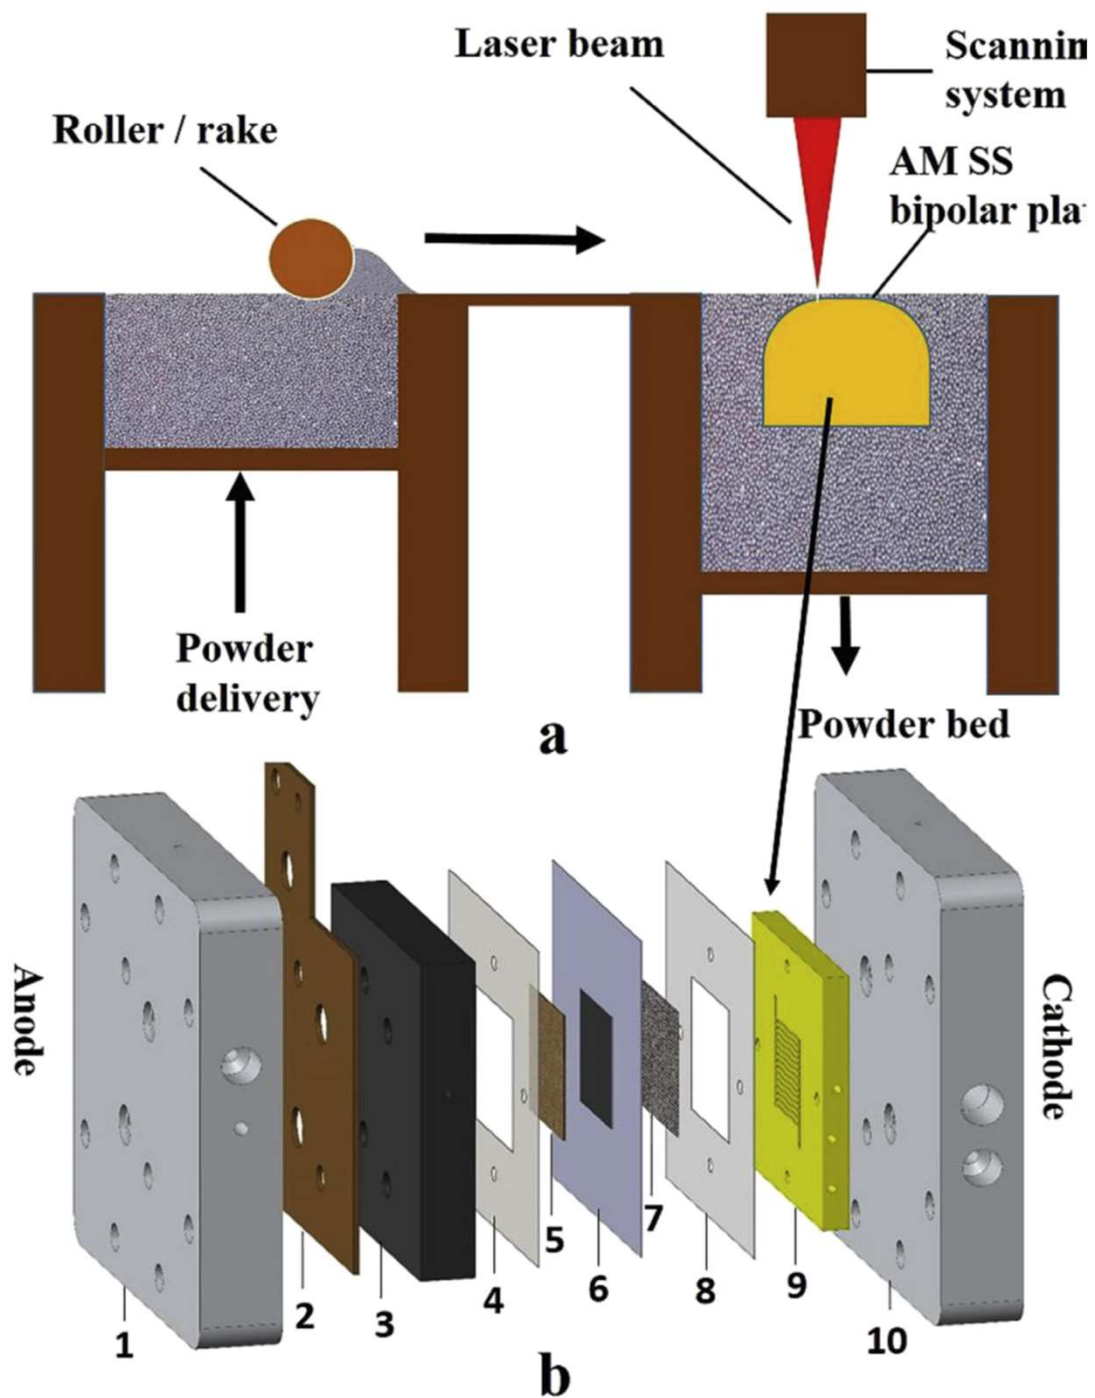 Laser beam
Scannin
system
Roller / rake
AM SS
bipolar pla
Powder
delivery
a
Powder bed
Anode
Cathode
1
2
3
4
5
6
7
8
9
10
b